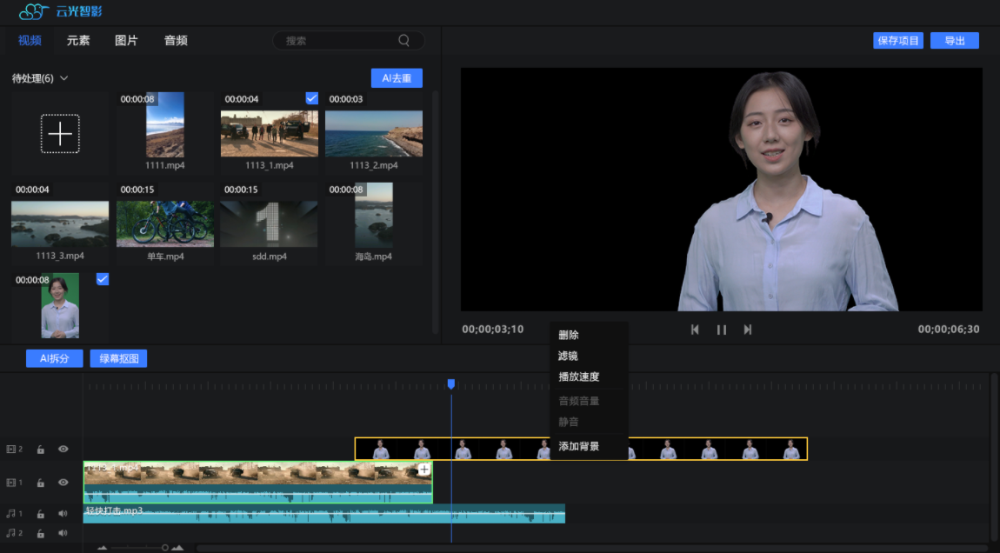 云光智影
视频 元素 图片 音频
搜索
保存项目 导出
待处理(6)
AI去重
00:00:08 00:00:04 00:00:03
1111.mp4 1113_1.mp4 1113_2.mp4
00:00:04 00:00:15 00:00:15 00:00:08
1113_3.mp4 单车.mp4 sdd.mp4 海岛.mp4
00:00:08
00;00;03;10 00;00;06;30
删除
滤镜
播放速度
音频音量
静音
添加背景
AI拆分 绿幕抠图
2
1113_1.mp4
1
轻快打击.mp3
1
2